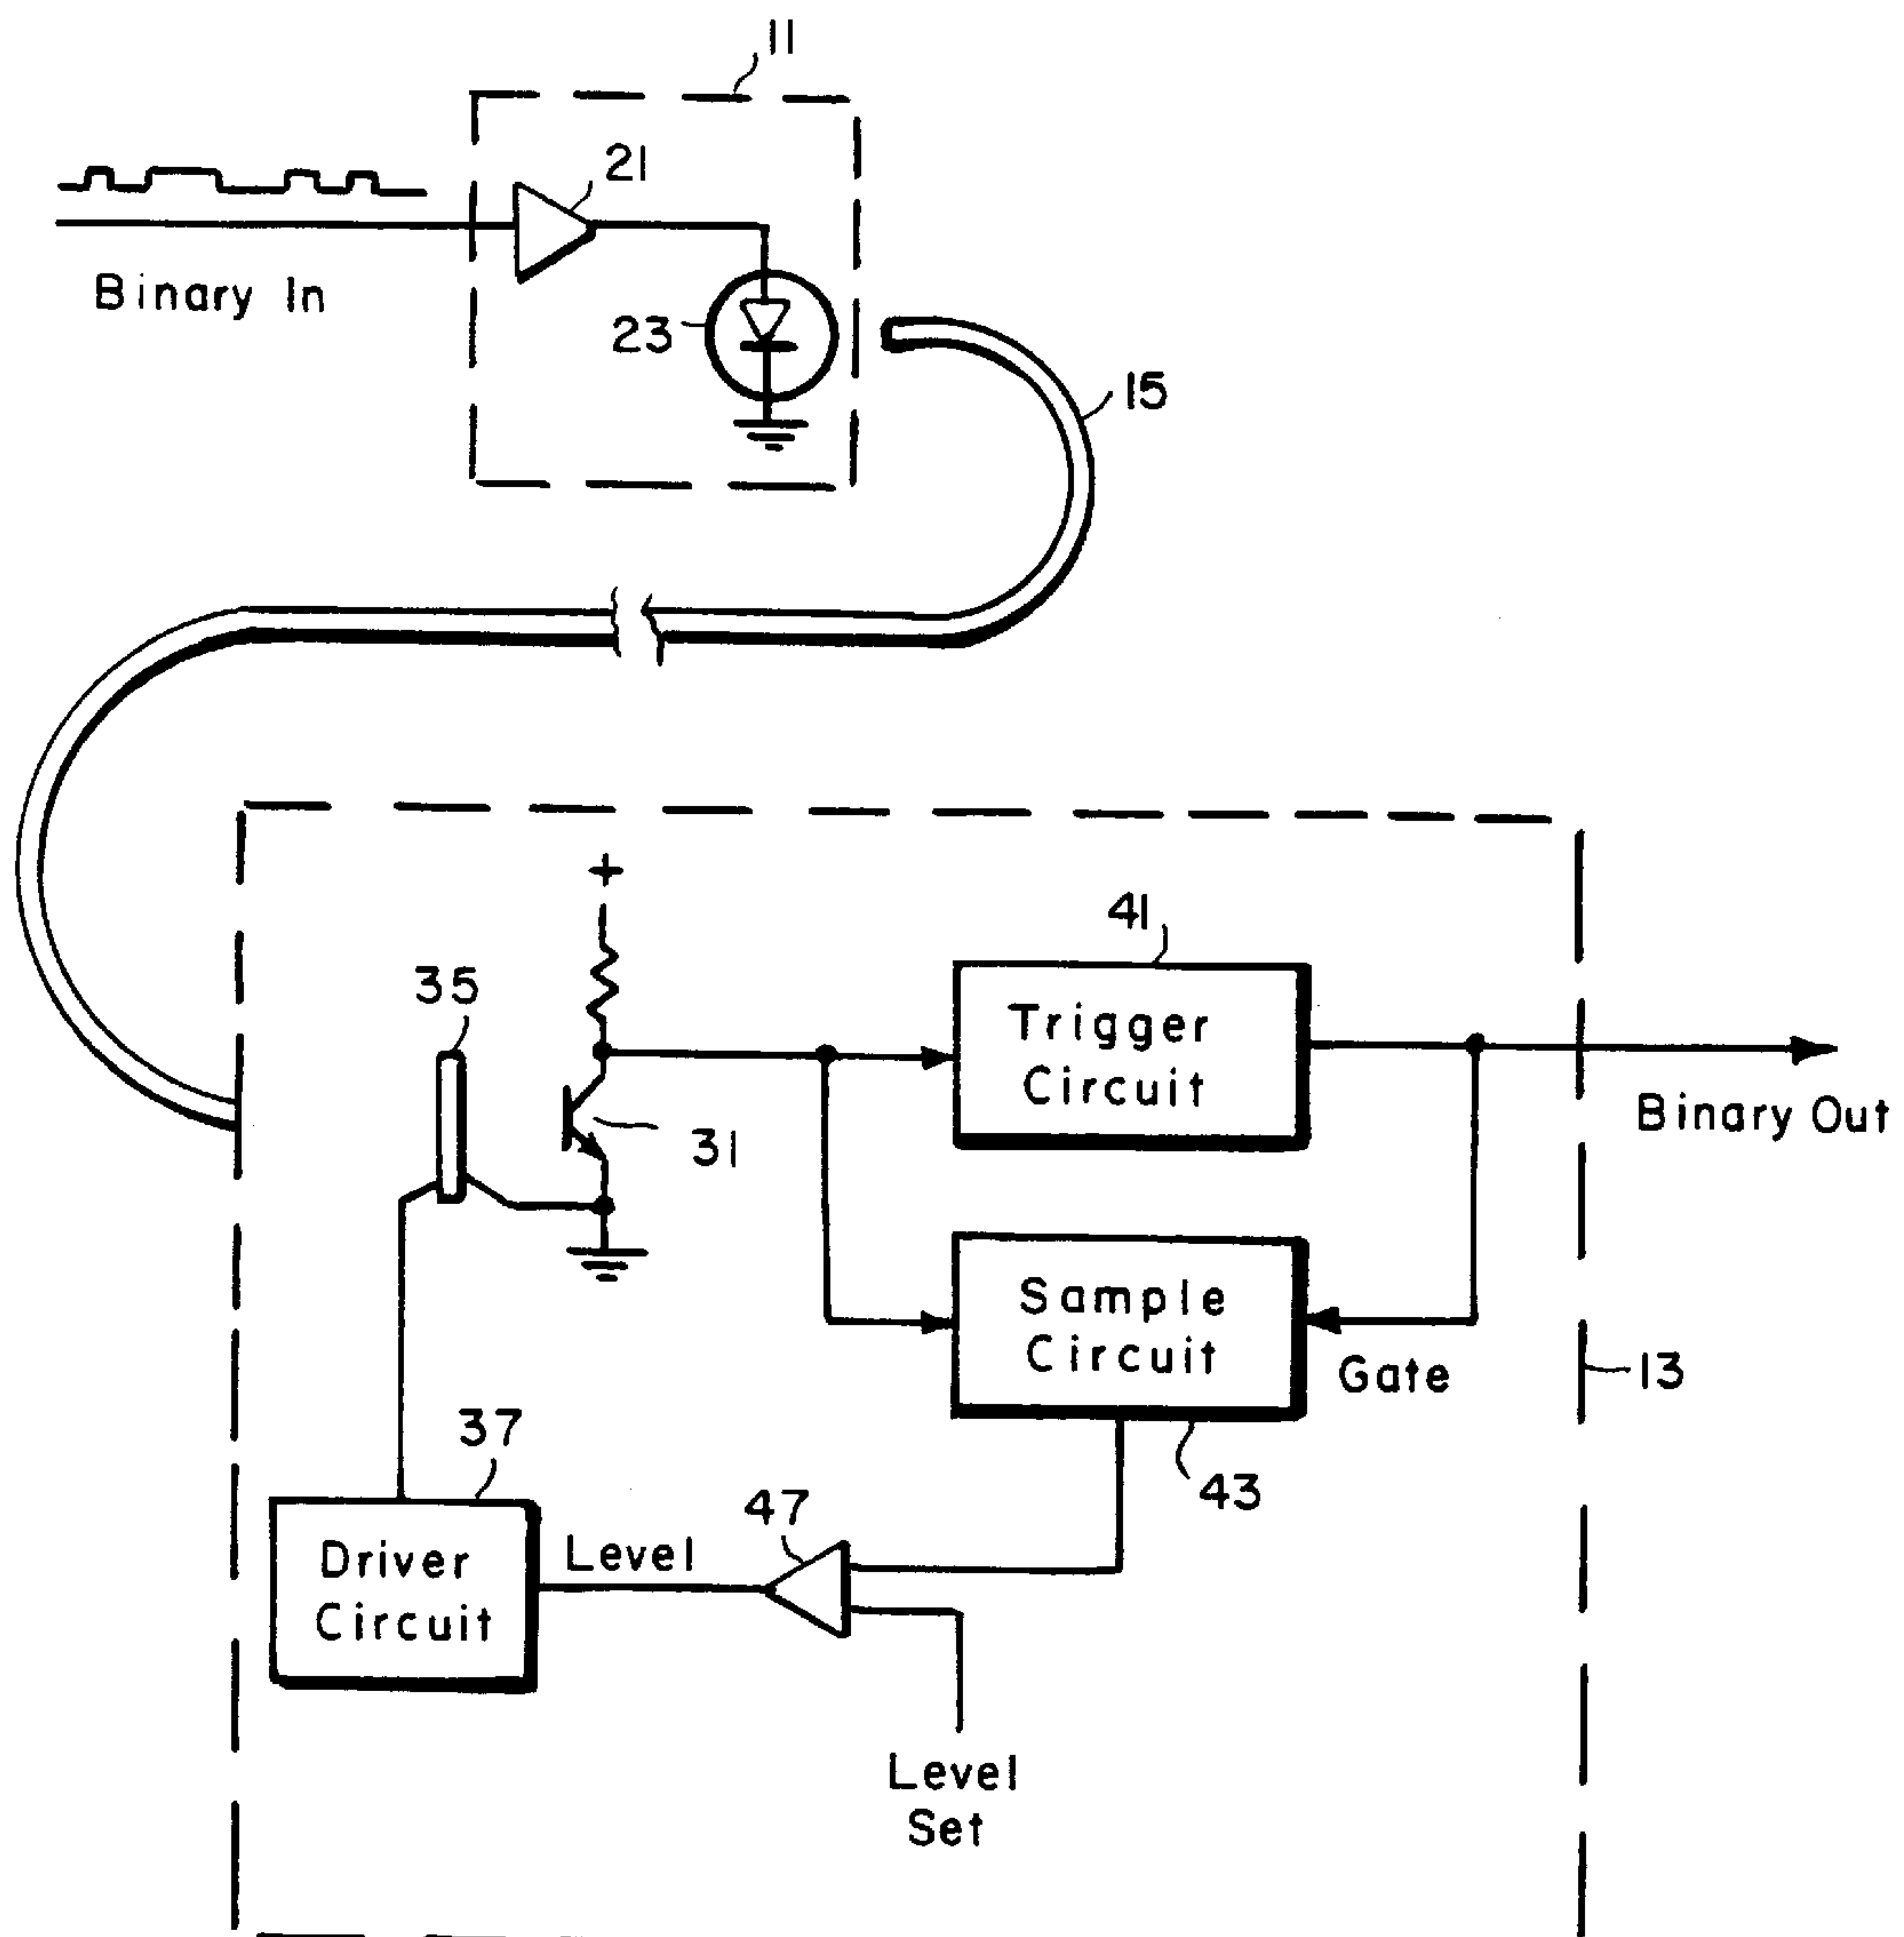 11
21
Binary In
23
15
+
41
35
Trigger
Circuit
31
Binary Out
Sample
Circuit
Gate
13
37
43
47
Level
Driver
Circuit
Level
Set